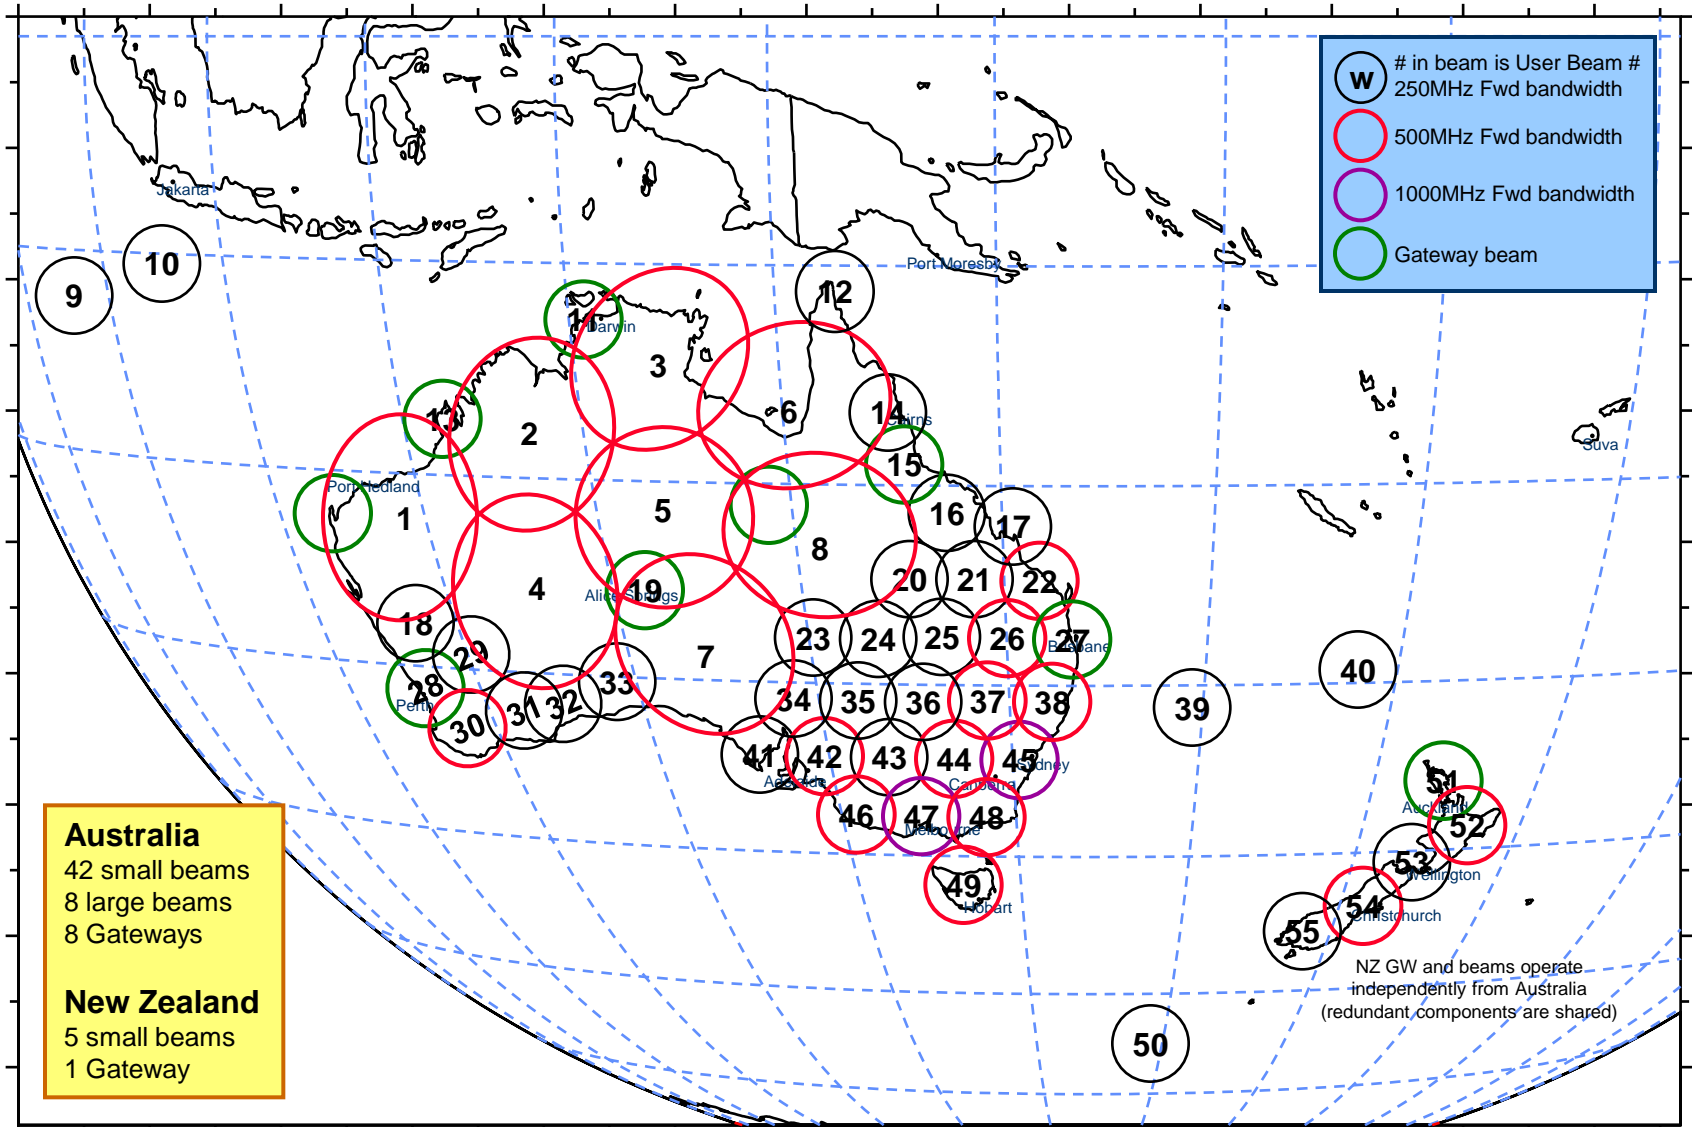 w
# in beam is User Beam #
250MHz Fwd bandwidth
500MHz Fwd bandwidth
1000MHz Fwd bandwidth
Gateway beam
Jakarta
Port Moresby
10
9
12
11
Darwin
3
6
14
Cairns
13
2
15
Suva
Port Hedland
1
5
16
17
8
4
19
Alice Springs
20
21
22
18
29
7
23
24
25
26
27
Brisbane
28
Perth
30
31
32
33
34
35
36
37
38
39
40
41
Adelaide
42
43
44
Canberra
45
Sydney
46
47
Melbourne
48
49
Hobart
50
51
Auckland
52
53
Wellington
54
Christchurch
55
NZ GW and beams operate
independently from Australia
(redundant components are shared)
Australia
42 small beams
8 large beams
8 Gateways
New Zealand
5 small beams
1 Gateway